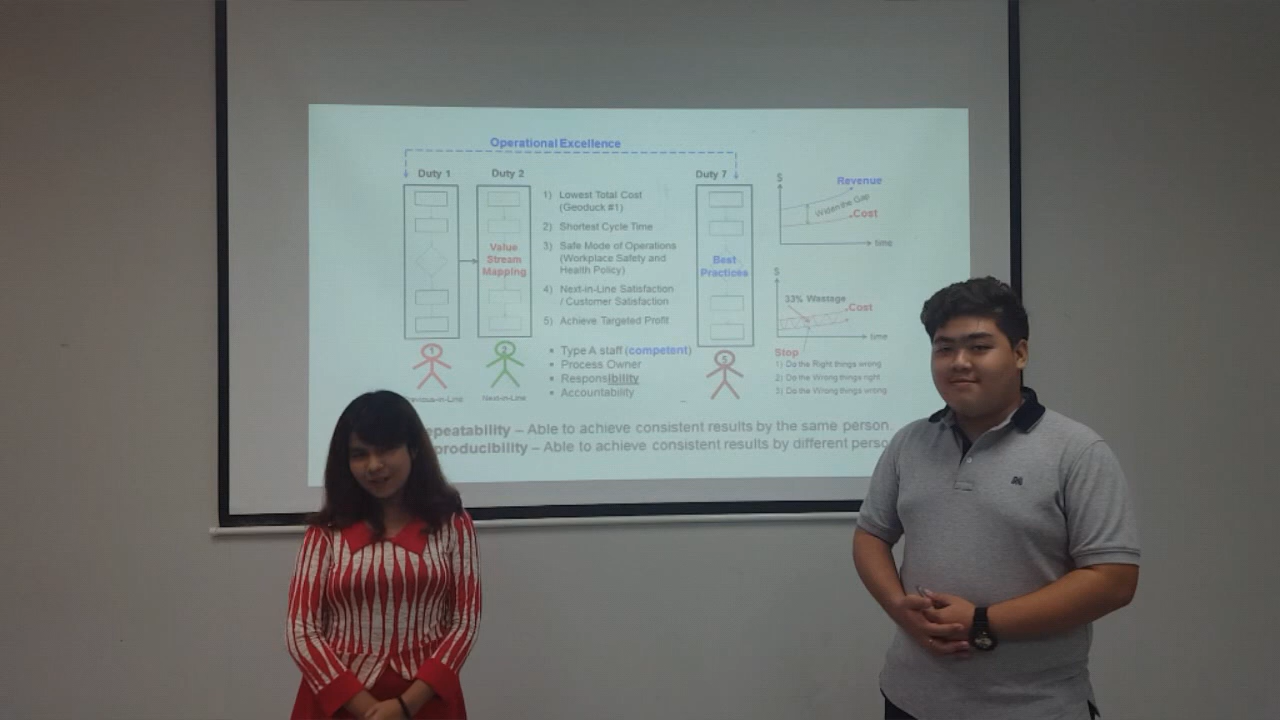 Operational Excellence
Duty 1
Duty 2
Duty 7
Value
Stream
Mapping
1) Lowest Total Cost
(Geoduck #1)
2) Shortest Cycle Time
3) Safe Mode of Operations
(Workplace Safety and
Health Policy)
4) Next-in-Line Satisfaction
/ Customer Satisfaction
5) Achieve Targeted Profit
• Type A staff (competent)
• Process Owner
• Responsibility
• Accountability
Best
Practices
$
Revenue
Widen the Gap
Cost
time
$
33% Wastage
Cost
time
Stop
1) Do the Right things wrong
2) Do the Wrong things right
3) Do the Wrong things wrong
1
2
Next-in-Line
– Able to achieve consistent results by the same person.
– Able to achieve consistent results by different